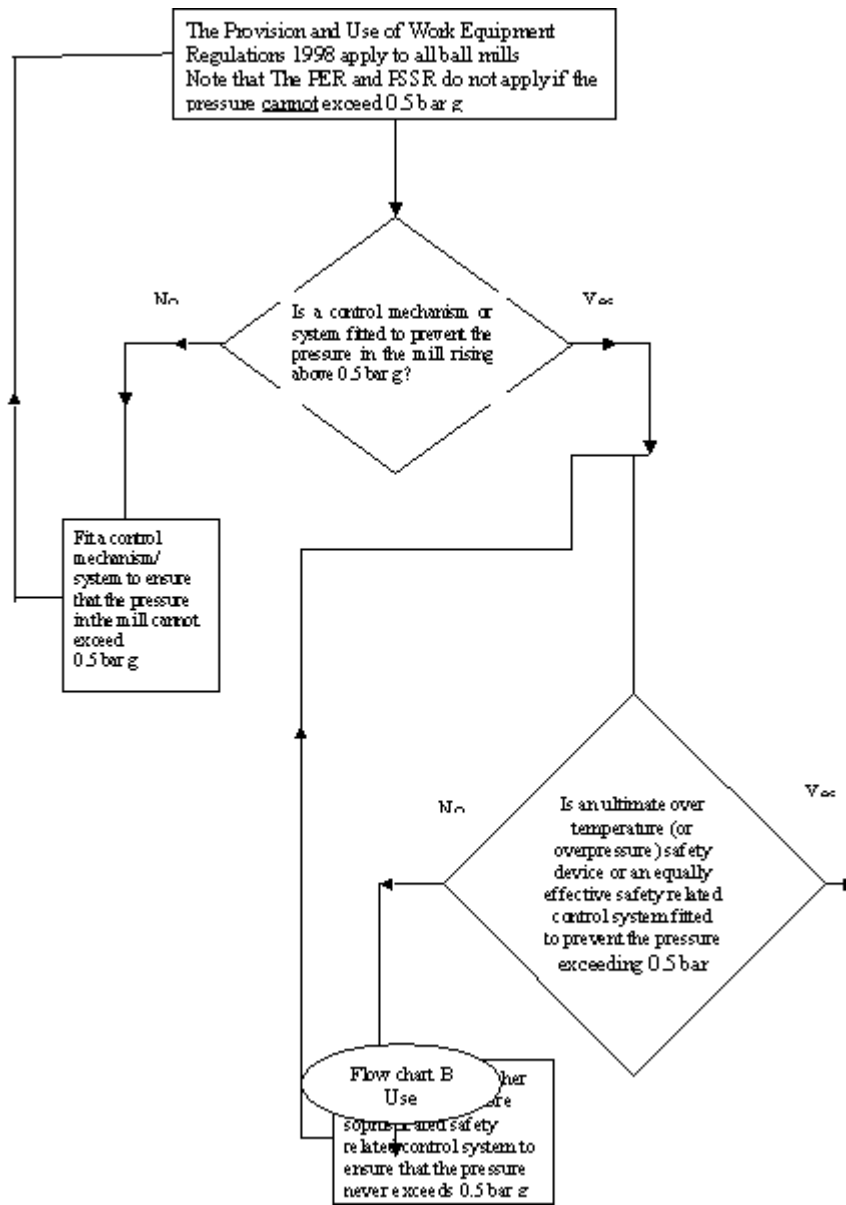 The Provision and Use of Work Equipment
Regulations 1998 apply to all ball mills
Note that The PER and PSSR do not apply if the
pressure cannot exceed 0.5 bar g
No
Yes
Is a control mechanism or
system fitted to prevent the
pressure in the mill rising
above 0.5 bar g?
Fit a control
mechanism/
system to ensure
that the pressure
in the mill cannot
exceed
0.5 bar g
No
Yes
Is an ultimate over
temperature (or
overpressure) safety
device or an equally
effective safety related
control system fitted
to prevent the pressure
exceeding 0.5 bar
Flow chart B
Use
safety
related control system to
ensure that the pressure
never exceeds 0.5 bar g